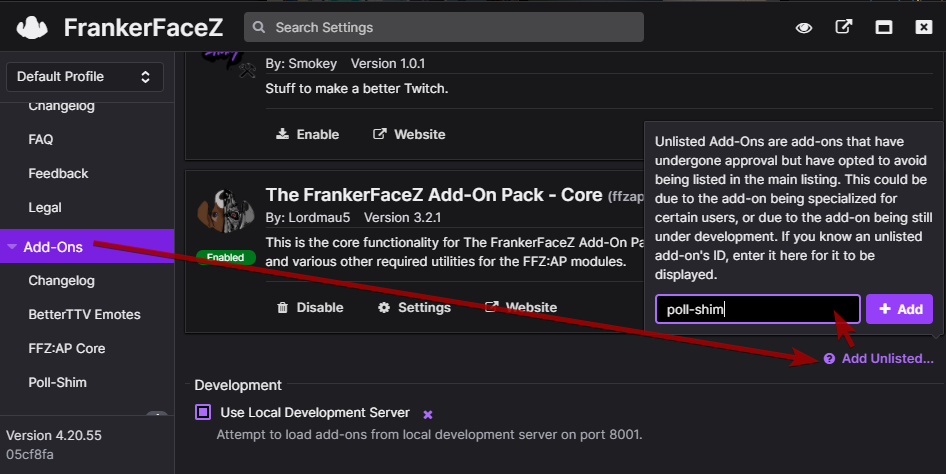 FrankerFaceZ
Search Settings
Default Profile
Changelog
FAQ
Feedback
Legal
Add-Ons
Changelog
BetterTTV Emotes
FFZ:AP Core
Poll-Shim
Version 4.20.55
05cf8fa
By: Smokey Version 1.0.1
Stuff to make a better Twitch.
Enable Website
The FrankerFaceZ Add-On Pack - Core (ffzap
By: Lordmau5 Version 3.2.1
Enabled
This is the core functionality for The FrankerFaceZ Add-On Pa
and various other required utilities for the FFZ:AP modules.
Disable Settings Website
Unlisted Add-Ons are add-ons that have
undergone approval but have opted to avoid
being listed in the main listing. This could be
due to the add-on being specialized for
certain users, or due to the add-on being still
under development. If you know an unlisted
add-on's ID, enter it here for it to be
displayed.
poll-shim
Add
Add Unlisted...
Development
Use Local Development Server
Attempt to load add-ons from local development server on port 8001.